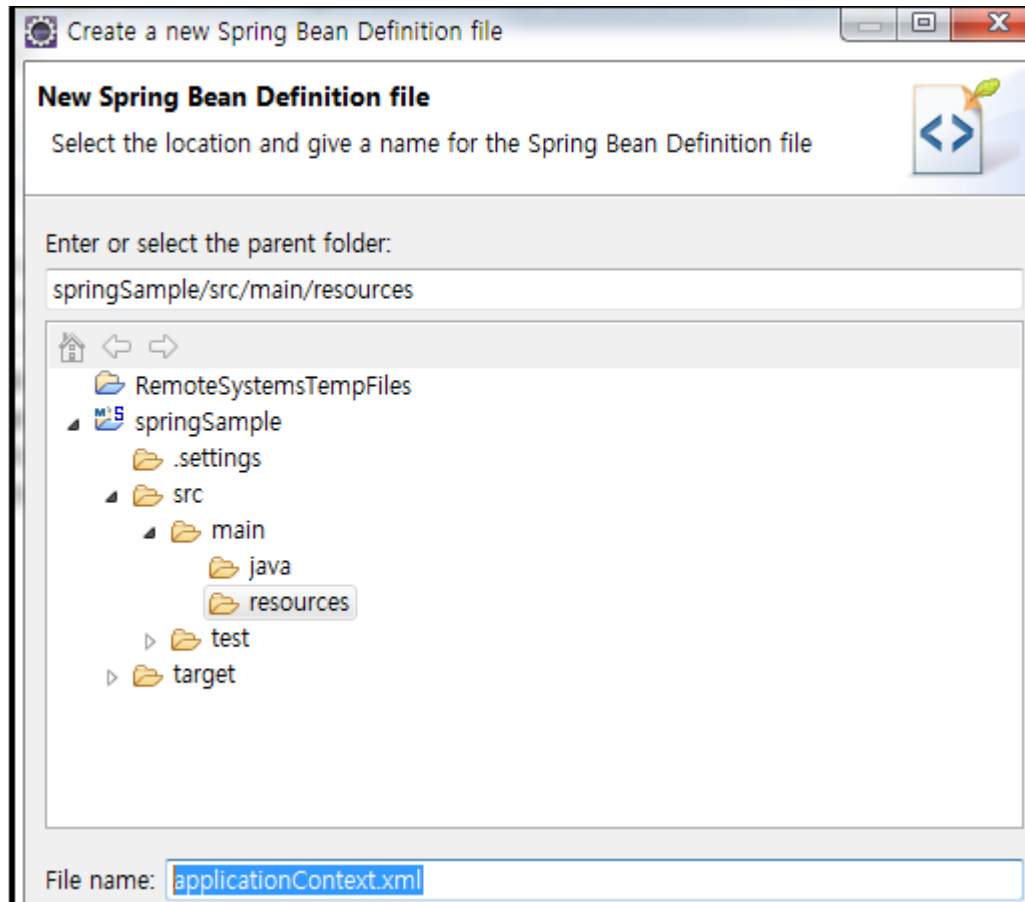 Create a new Spring Bean Definition file
New Spring Bean Definition file
Select the location and give a name for the Spring Bean Definition file
Enter or select the parent folder:
springSample/src/main/resources
RemoteSystemsTempFiles
springSample
.settings
src
main
java
resources
test
target
File name: applicationContext.xml